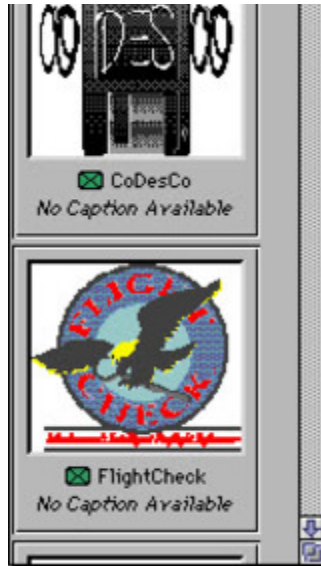 DES
CoDesCo
No Caption Available
FLIGHT
CHECK
FlightCheck
No Caption Available